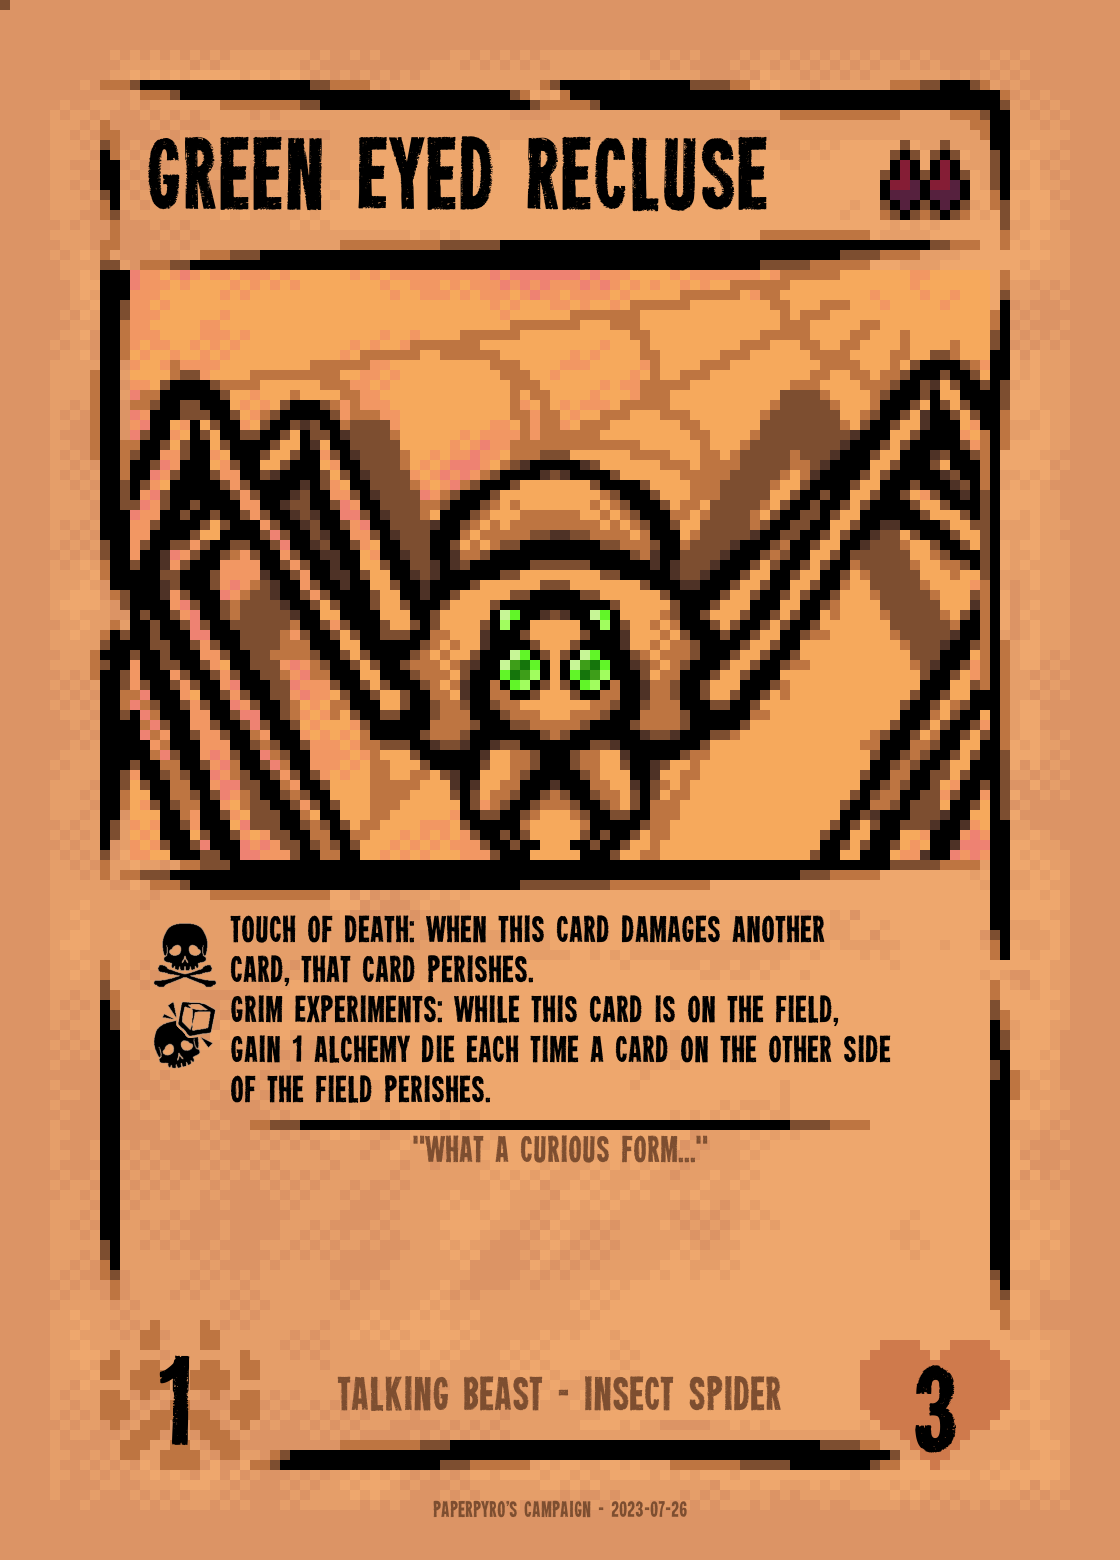 GREEN EYED RECLUSE
TOUCH OF DEATH: WHEN THIS CARD DAMAGES ANOTHER
CARD, THAT CARD PERISHES.
GRIM EXPERIMENTS: WHILE THIS CARD IS ON THE FIELD,
GAIN 1 ALCHEMY DIE EACH TIME A CARD ON THE OTHER SIDE
OF THE FIELD PERISHES.
"WHAT A CURIOUS FORM..."
1
TALKING BEAST - INSECT SPIDER
3
PAPERPYRO'S CAMPAIGN - 2023-07-26